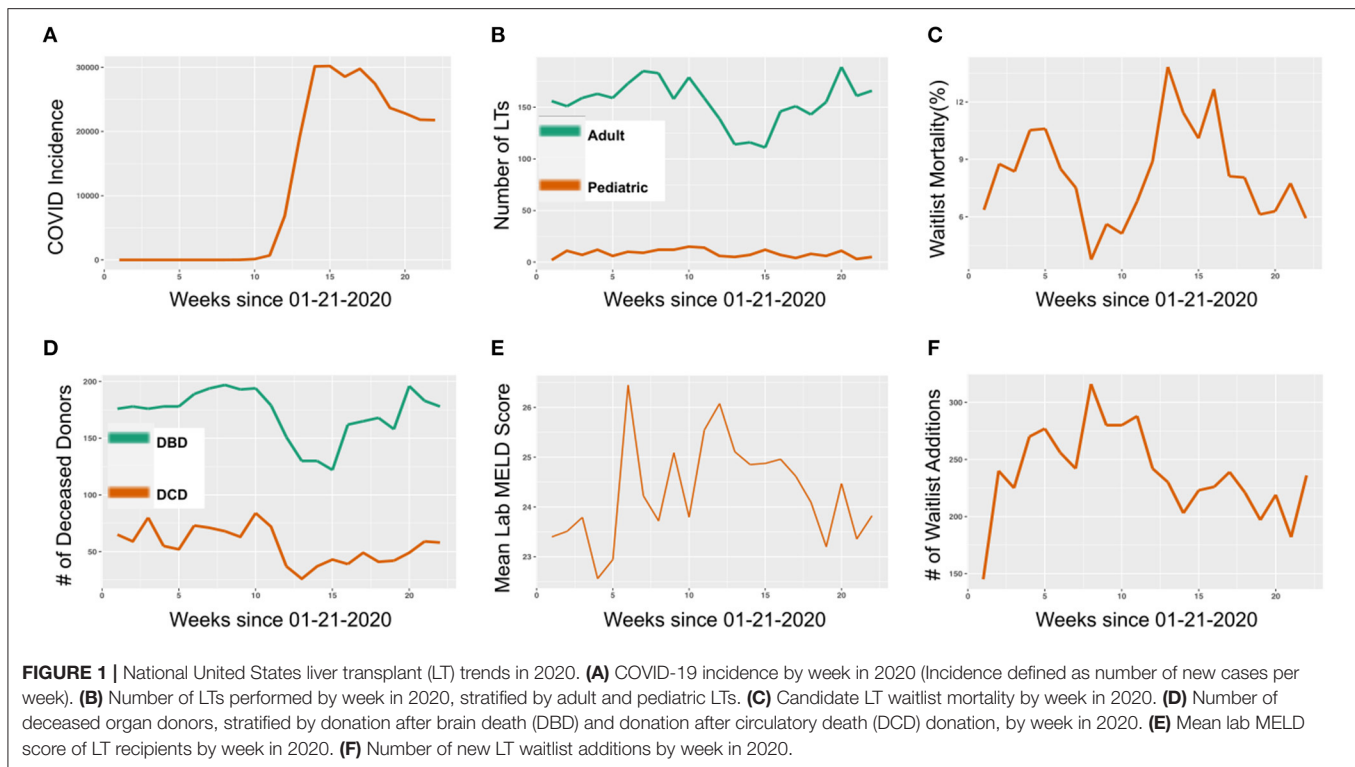 A
COVID Incidence
30000
20000
10000
0
0
5
10
15
20
Weeks since 01-21-2020
B
Number of LTs
150
100
50
0
Adult
Pediatric
0
5
10
15
20
Weeks since 01-21-2020
C
Waitlist Mortality(%)
12
9
6
0
5
10
15
20
Weeks since 01-21-2020
D
# of Deceased Donors
200
150
100
50
DBD
DCD
0
5
10
15
20
Weeks since 01-21-2020
E
Mean Lab MELD Score
26
25
24
23
0
5
10
15
20
Weeks since 01-21-2020
F
# of Waitlist Additions
300
250
200
150
0
5
10
15
20
Weeks since 01-21-2020
FIGURE 1 | National United States liver transplant (LT) trends in 2020. (A) COVID-19 incidence by week in 2020 (Incidence defined as number of new cases per
week). (B) Number of LTs performed by week in 2020, stratified by adult and pediatric LTs. (C) Candidate LT waitlist mortality by week in 2020. (D) Number of
deceased organ donors, stratified by donation after brain death (DBD) and donation after circulatory death (DCD) donation, by week in 2020. (E) Mean lab MELD
score of LT recipients by week in 2020. (F) Number of new LT waitlist additions by week in 2020.